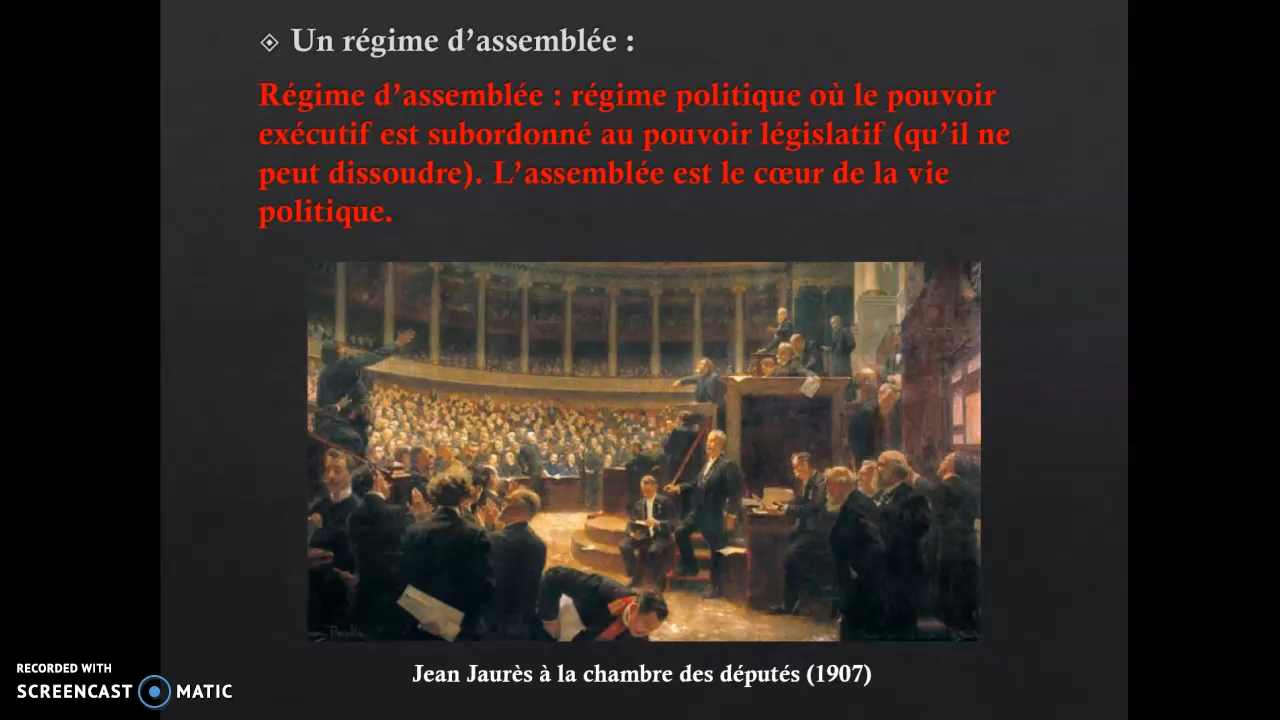 Un régime d'assemblée :
Régime d'assemblée : régime politique où le pouvoir
exécutif est subordonné au pouvoir législatif (qu'il ne
peut dissoudre). L'assemblée est le cœur de la vie
politique.
Jean Jaurès à la chambre des députés (1907)
RECORDED WITH
SCREENCAST MATIC